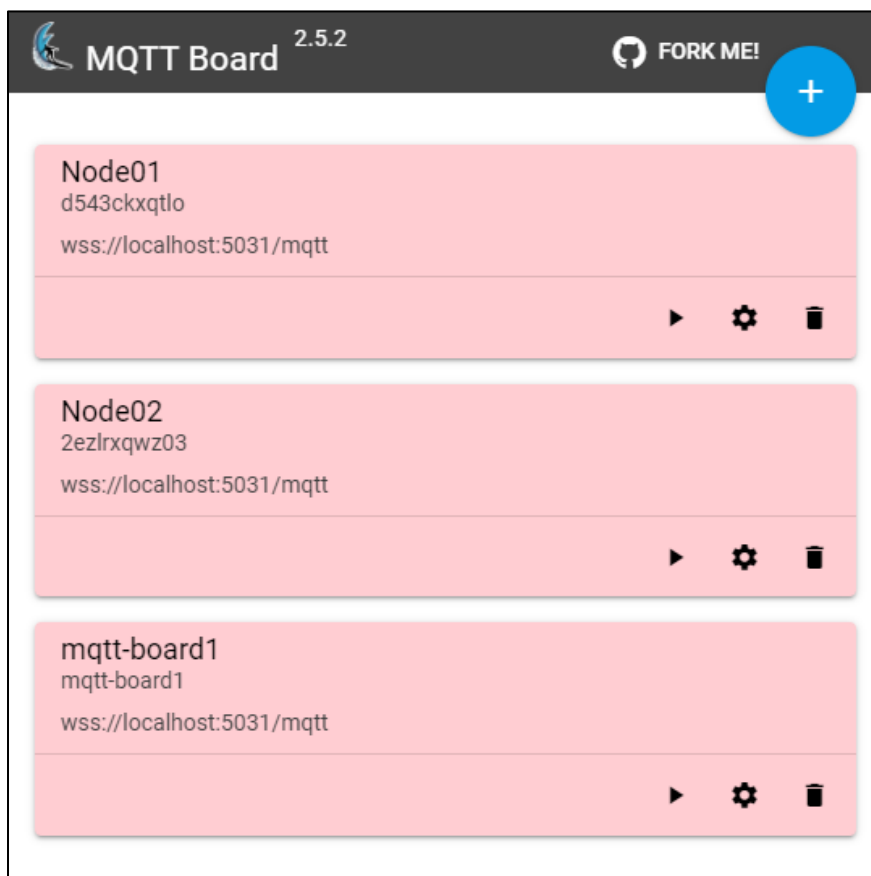 MQTT Board 2.5.2
FORK ME!
+
Node01
d543ckxqtlo
wss://localhost:5031/mqtt
Node02
2ezlrxqwz03
wss://localhost:5031/mqtt
mqtt-board1
mqtt-board1
wss://localhost:5031/mqtt